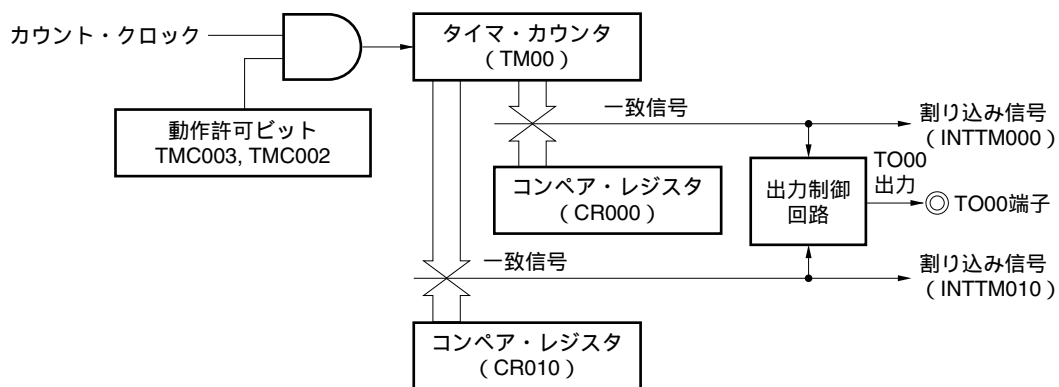 カウント・クロック
タイマ・カウンタ
（TM00）
動作許可ビット
TMC003, TMC002
一致信号
割り込み信号
（INTTM000）
コンペア・レジスタ
（CR000）
出力制御
回路
TO00
出力
TO00端子
一致信号
割り込み信号
（INTTM010）
コンペア・レジスタ
（CR010）